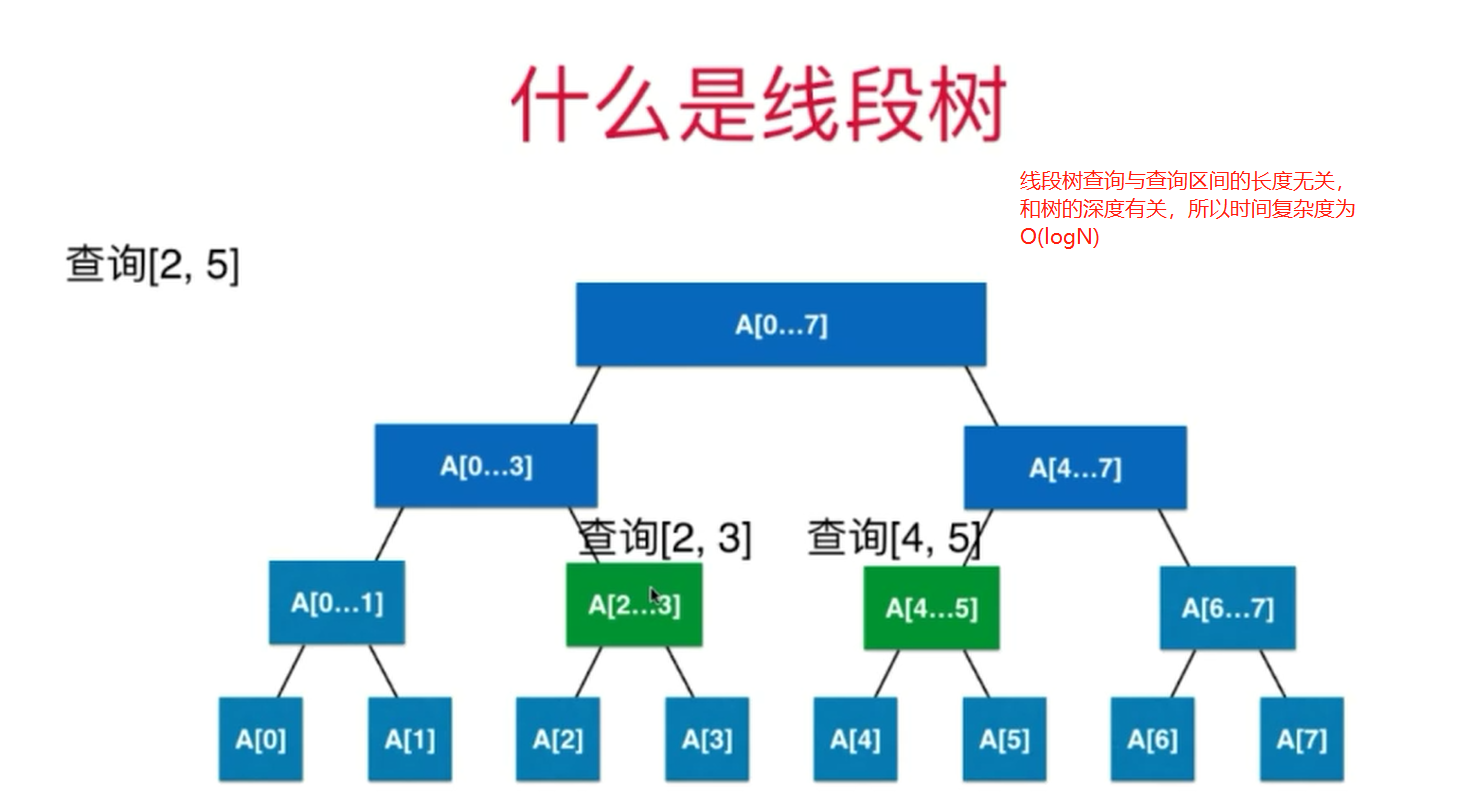 什么是线段树
线段树查询与查询区间的长度无关，
和树的深度有关，所以时间复杂度为
O(logN)
查询[2, 5]
A[0...7]
A[0...3]
A[4...7]
查询[2, 3]
查询[4, 5]
A[0...1]
A[2...3]
A[4...5]
A[6...7]
A[0]
A[1]
A[2]
A[3]
A[4]
A[5]
A[6]
A[7]